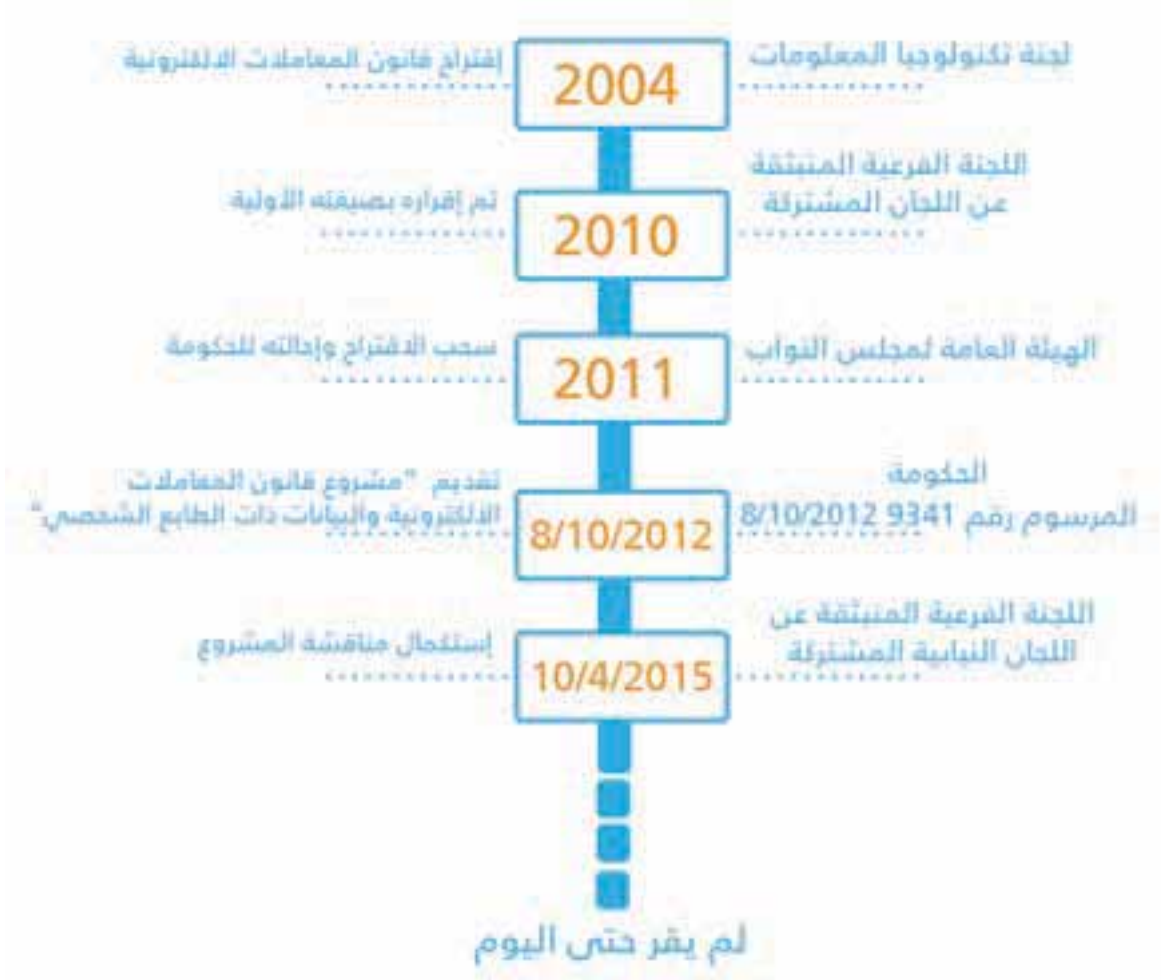 لجنة تكنولوجيا المعلومات
2004
إقتراح قانون المعاملات الالكترونية
اللجنة الفرعية المنبثقة
عن اللجان المشتركة
2010
تم إقراره بصيغته الأولية
الهيئة العامة لمجلس النواب
2011
سحب الاقتراح وإحالته للحكومة
الحكومة
المرسوم رقم 9341 8/10/2012
8/10/2012
تقديم "مشروع قانون المعاملات
الالكترونية والبيانات ذات الطابع الشخصي"
اللجنة الفرعية المنبثقة عن
اللجان النيابية المشتركة
10/4/2015
إستكمال مناقشة المشروع
لم يقر حتى اليوم